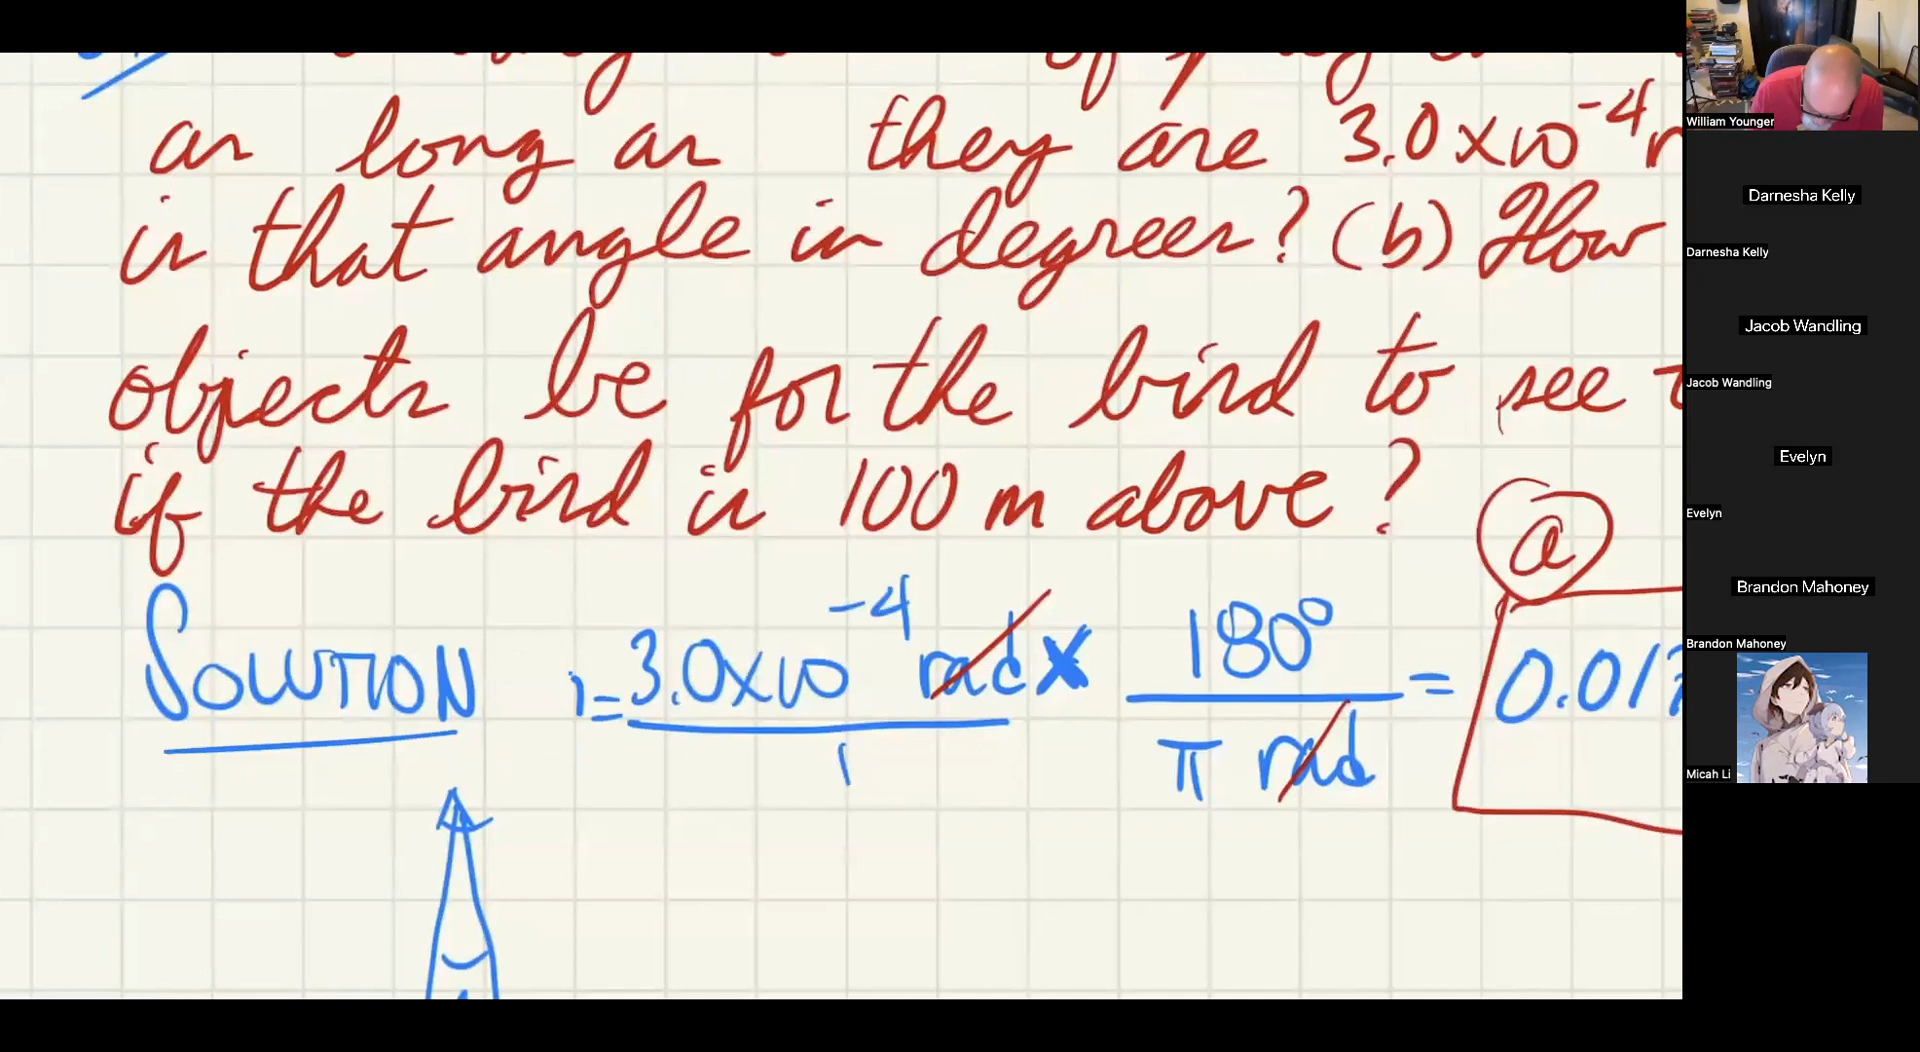 as long as they are 3.0x10⁻⁴ r
is that angle in degrees? (b) How
objects be for the bird to see
if the bird is 100 m above?
a
SOLUTION
= 3.0x10⁻⁴ rad x 180° = 0.017
1 π rad
William Younger
Darnesha Kelly
Darnesha Kelly
Jacob Wandling
Jacob Wandling
Evelyn
Evelyn
Brandon Mahoney
Brandon Mahoney
Micah Li